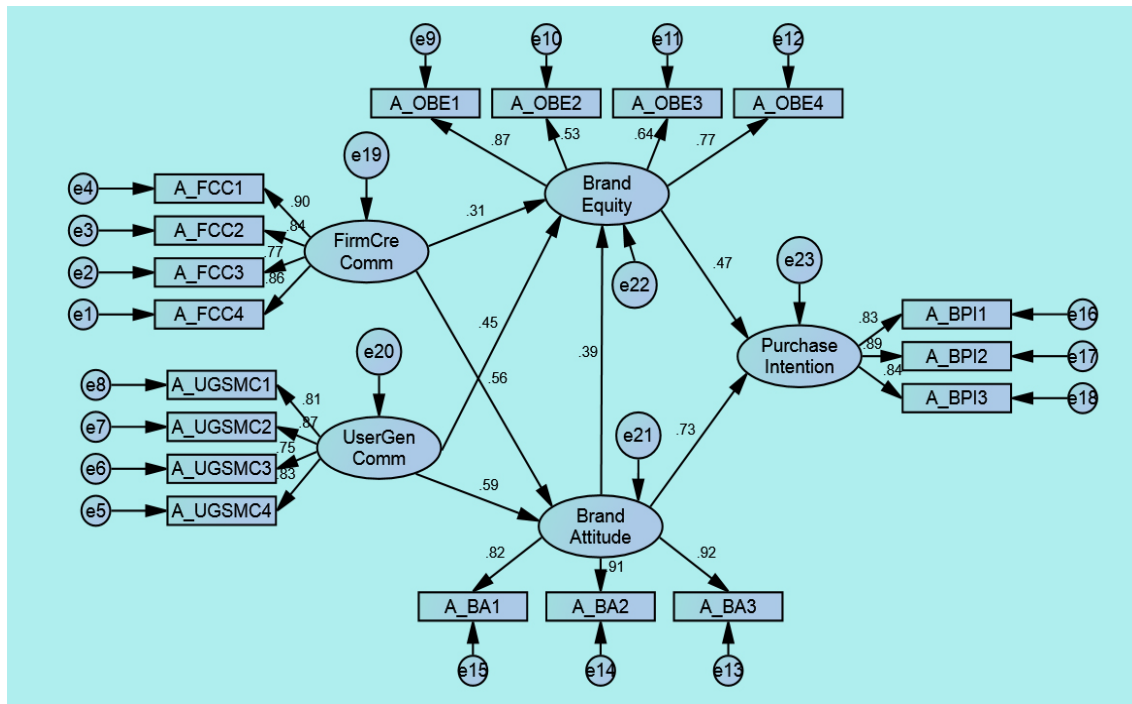 e9
e10
e11
e12
A_OBE1
A_OBE2
A_OBE3
A_OBE4
.87
.53
.64
.77
e19
e4
A_FCC1
.90
e3
A_FCC2
.84
e2
A_FCC3
.77
e1
A_FCC4
.86
FirmCre
Comm
Brand
Equity
.31
e22
.47
e23
.45
.56
.39
e20
e8
A_UGSMC1
.81
e7
A_UGSMC2
.87
e6
A_UGSMC3
.75
e5
A_UGSMC4
.83
UserGen
Comm
.59
Purchase
Intention
.83
A_BPI1
e16
.89
A_BPI2
e17
.84
A_BPI3
e18
e21
.73
Brand
Attitude
.82
.91
.92
A_BA1
A_BA2
A_BA3
e15
e14
e13